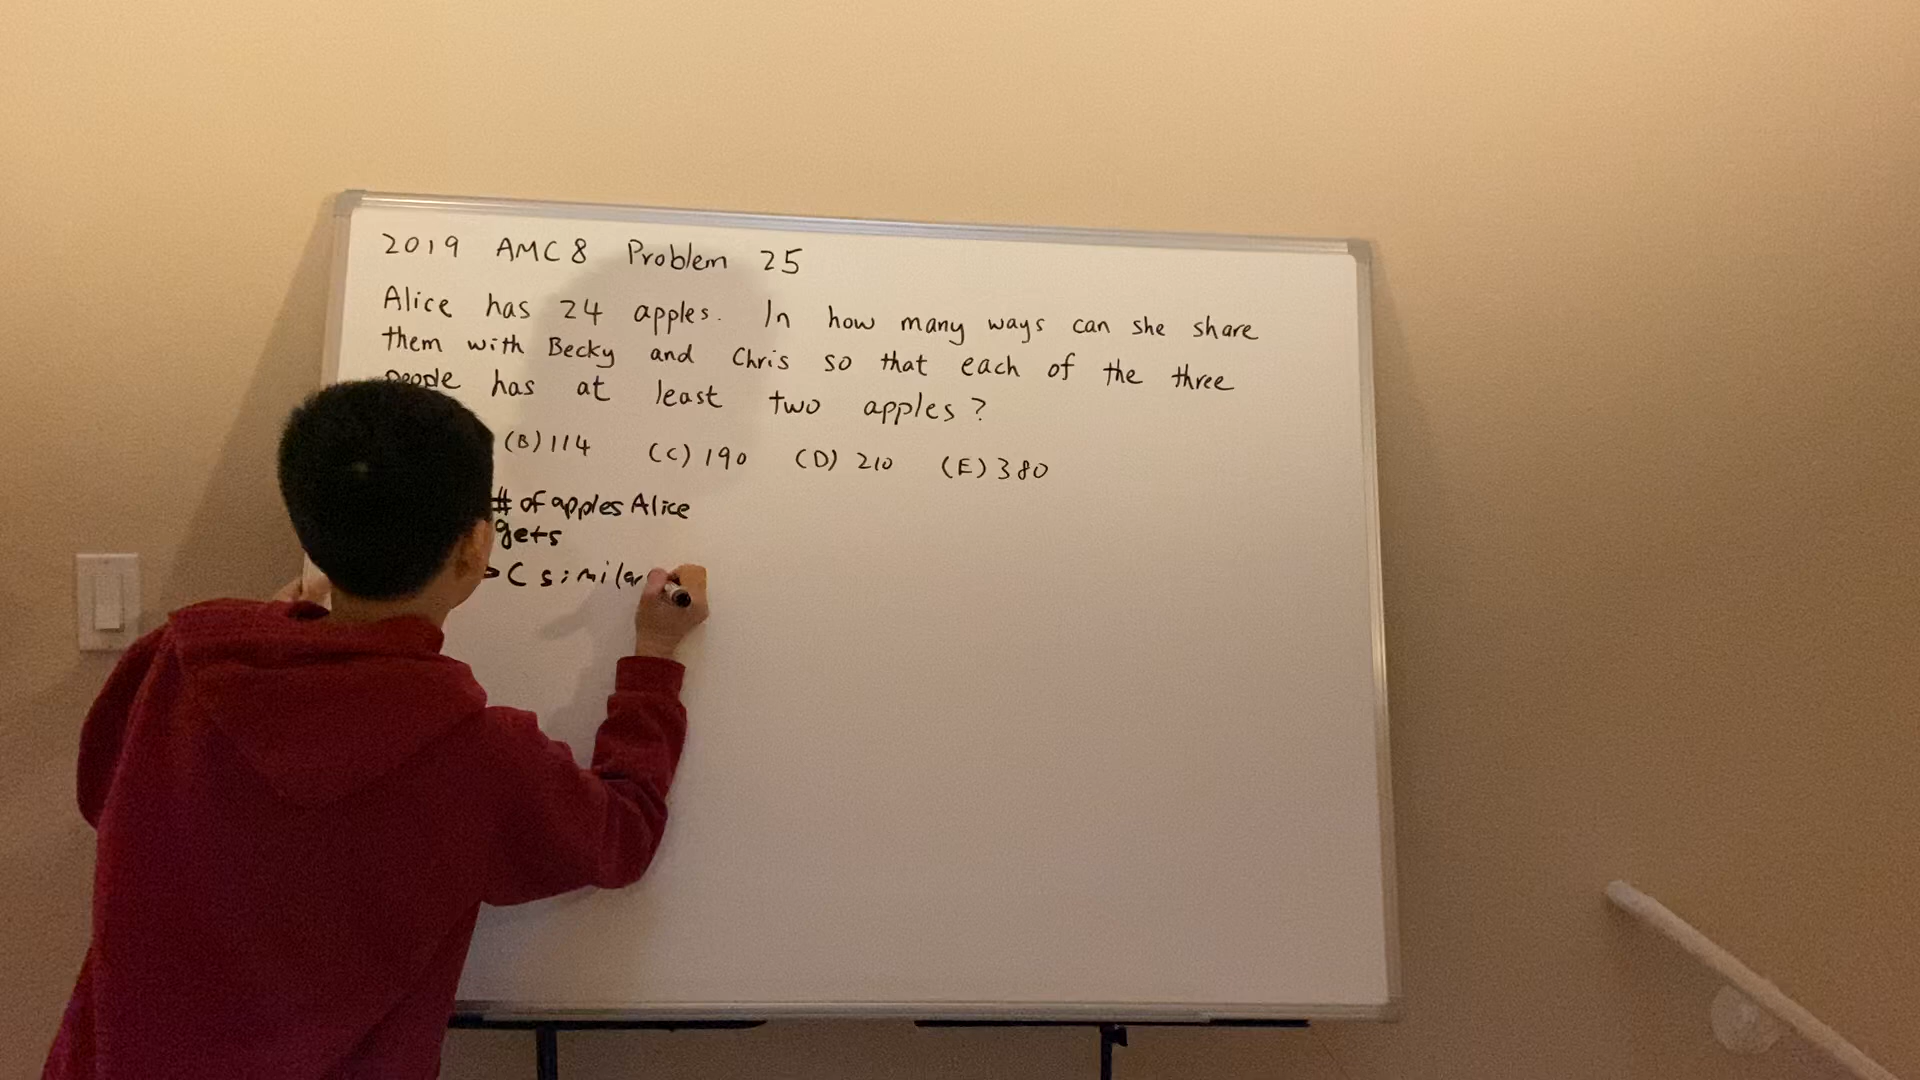 2019 AMC 8 Problem 25
Alice has 24 apples. In how many ways can she share
them with Becky and Chris so that each of the three
people has at least two apples?
(B) 114 (C) 190 (D) 210 (E) 380
# of apples Alice
gets
C similar